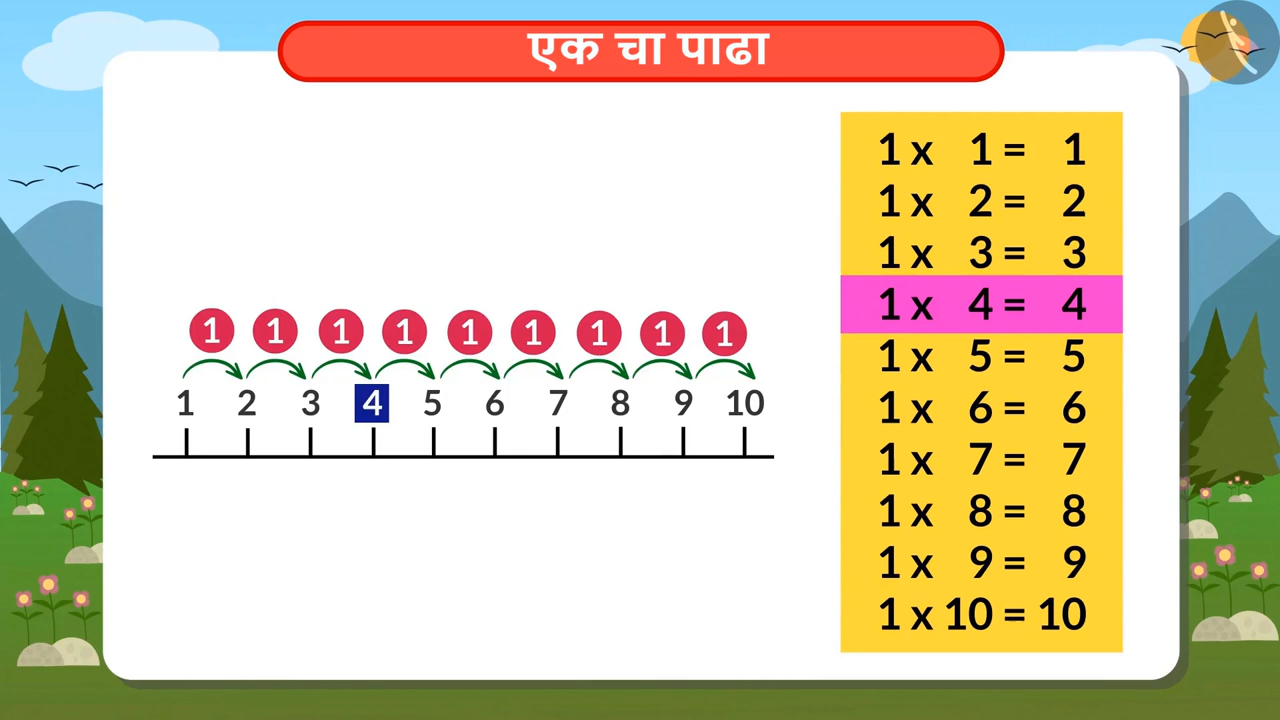 एक चा पाढा
1 1 1 1 1 1 1 1 1
1 2 3 4 5 6 7 8 9 10
1 x 1 = 1
1 x 2 = 2
1 x 3 = 3
1 x 4 = 4
1 x 5 = 5
1 x 6 = 6
1 x 7 = 7
1 x 8 = 8
1 x 9 = 9
1 x 10 = 10